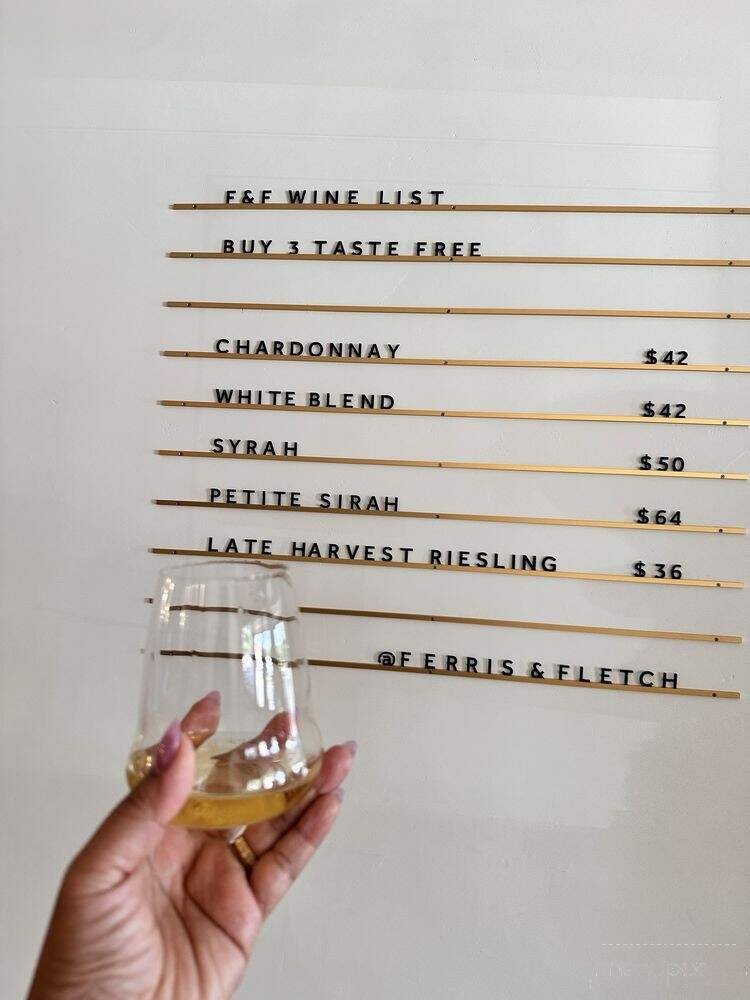 F&F WINE LIST
BUY 3 TASTE FREE
CHARDONNAY $42
WHITE BLEND $42
SYRAH $50
PETITE SIRAH $64
LATE HARVEST RIESLING $36
@FERRIS & FLETCH